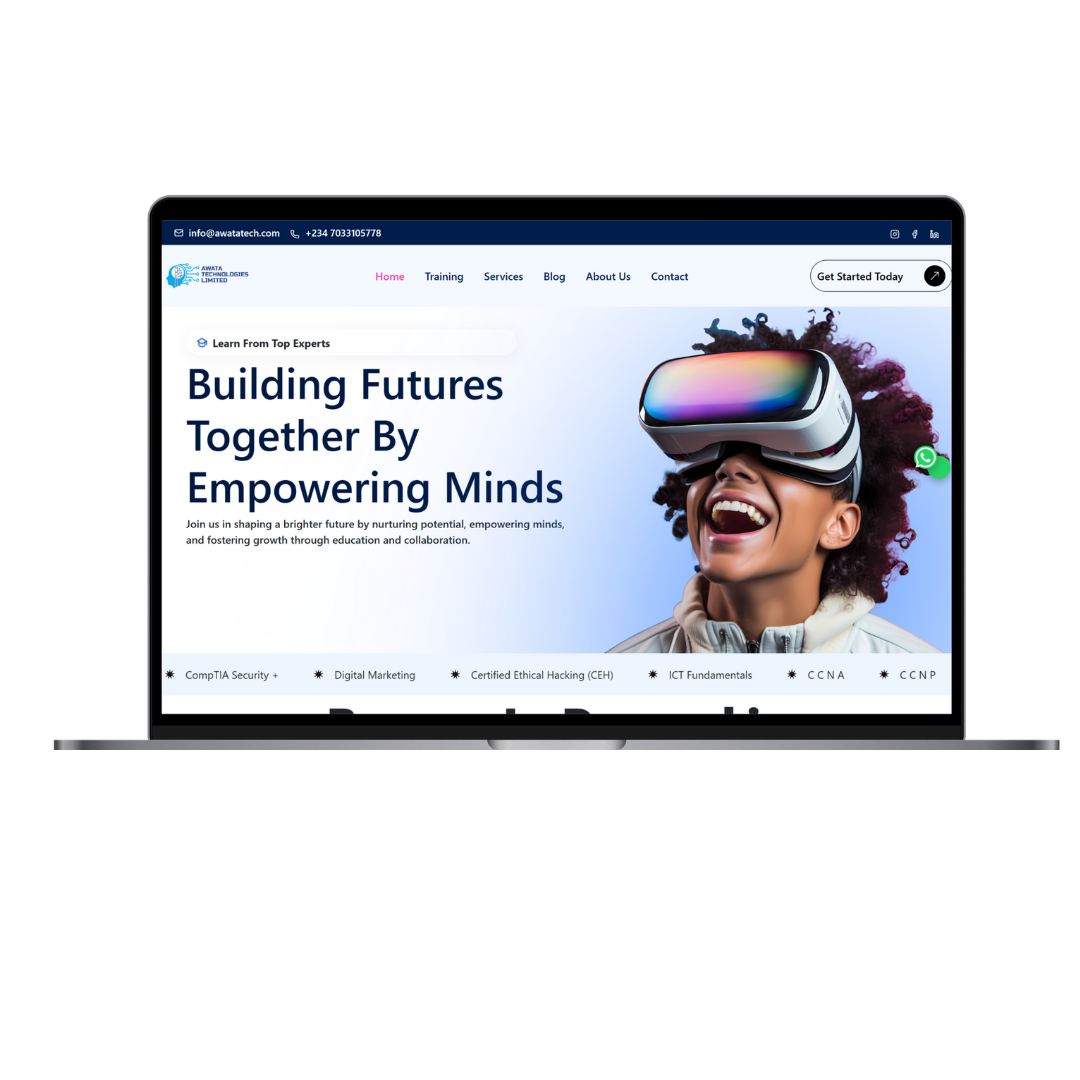 info@awatatech.com +234 7033105778
AWATA
TECHNOLOGIES
LIMITED
Home Training Services Blog About Us Contact
Get Started Today
Learn From Top Experts
Building Futures
Together By
Empowering Minds
Join us in shaping a brighter future by nurturing potential, empowering minds,
and fostering growth through education and collaboration.
CompTIA Security + Digital Marketing Certified Ethical Hacking (CEH) ICT Fundamentals C C N A C C N P